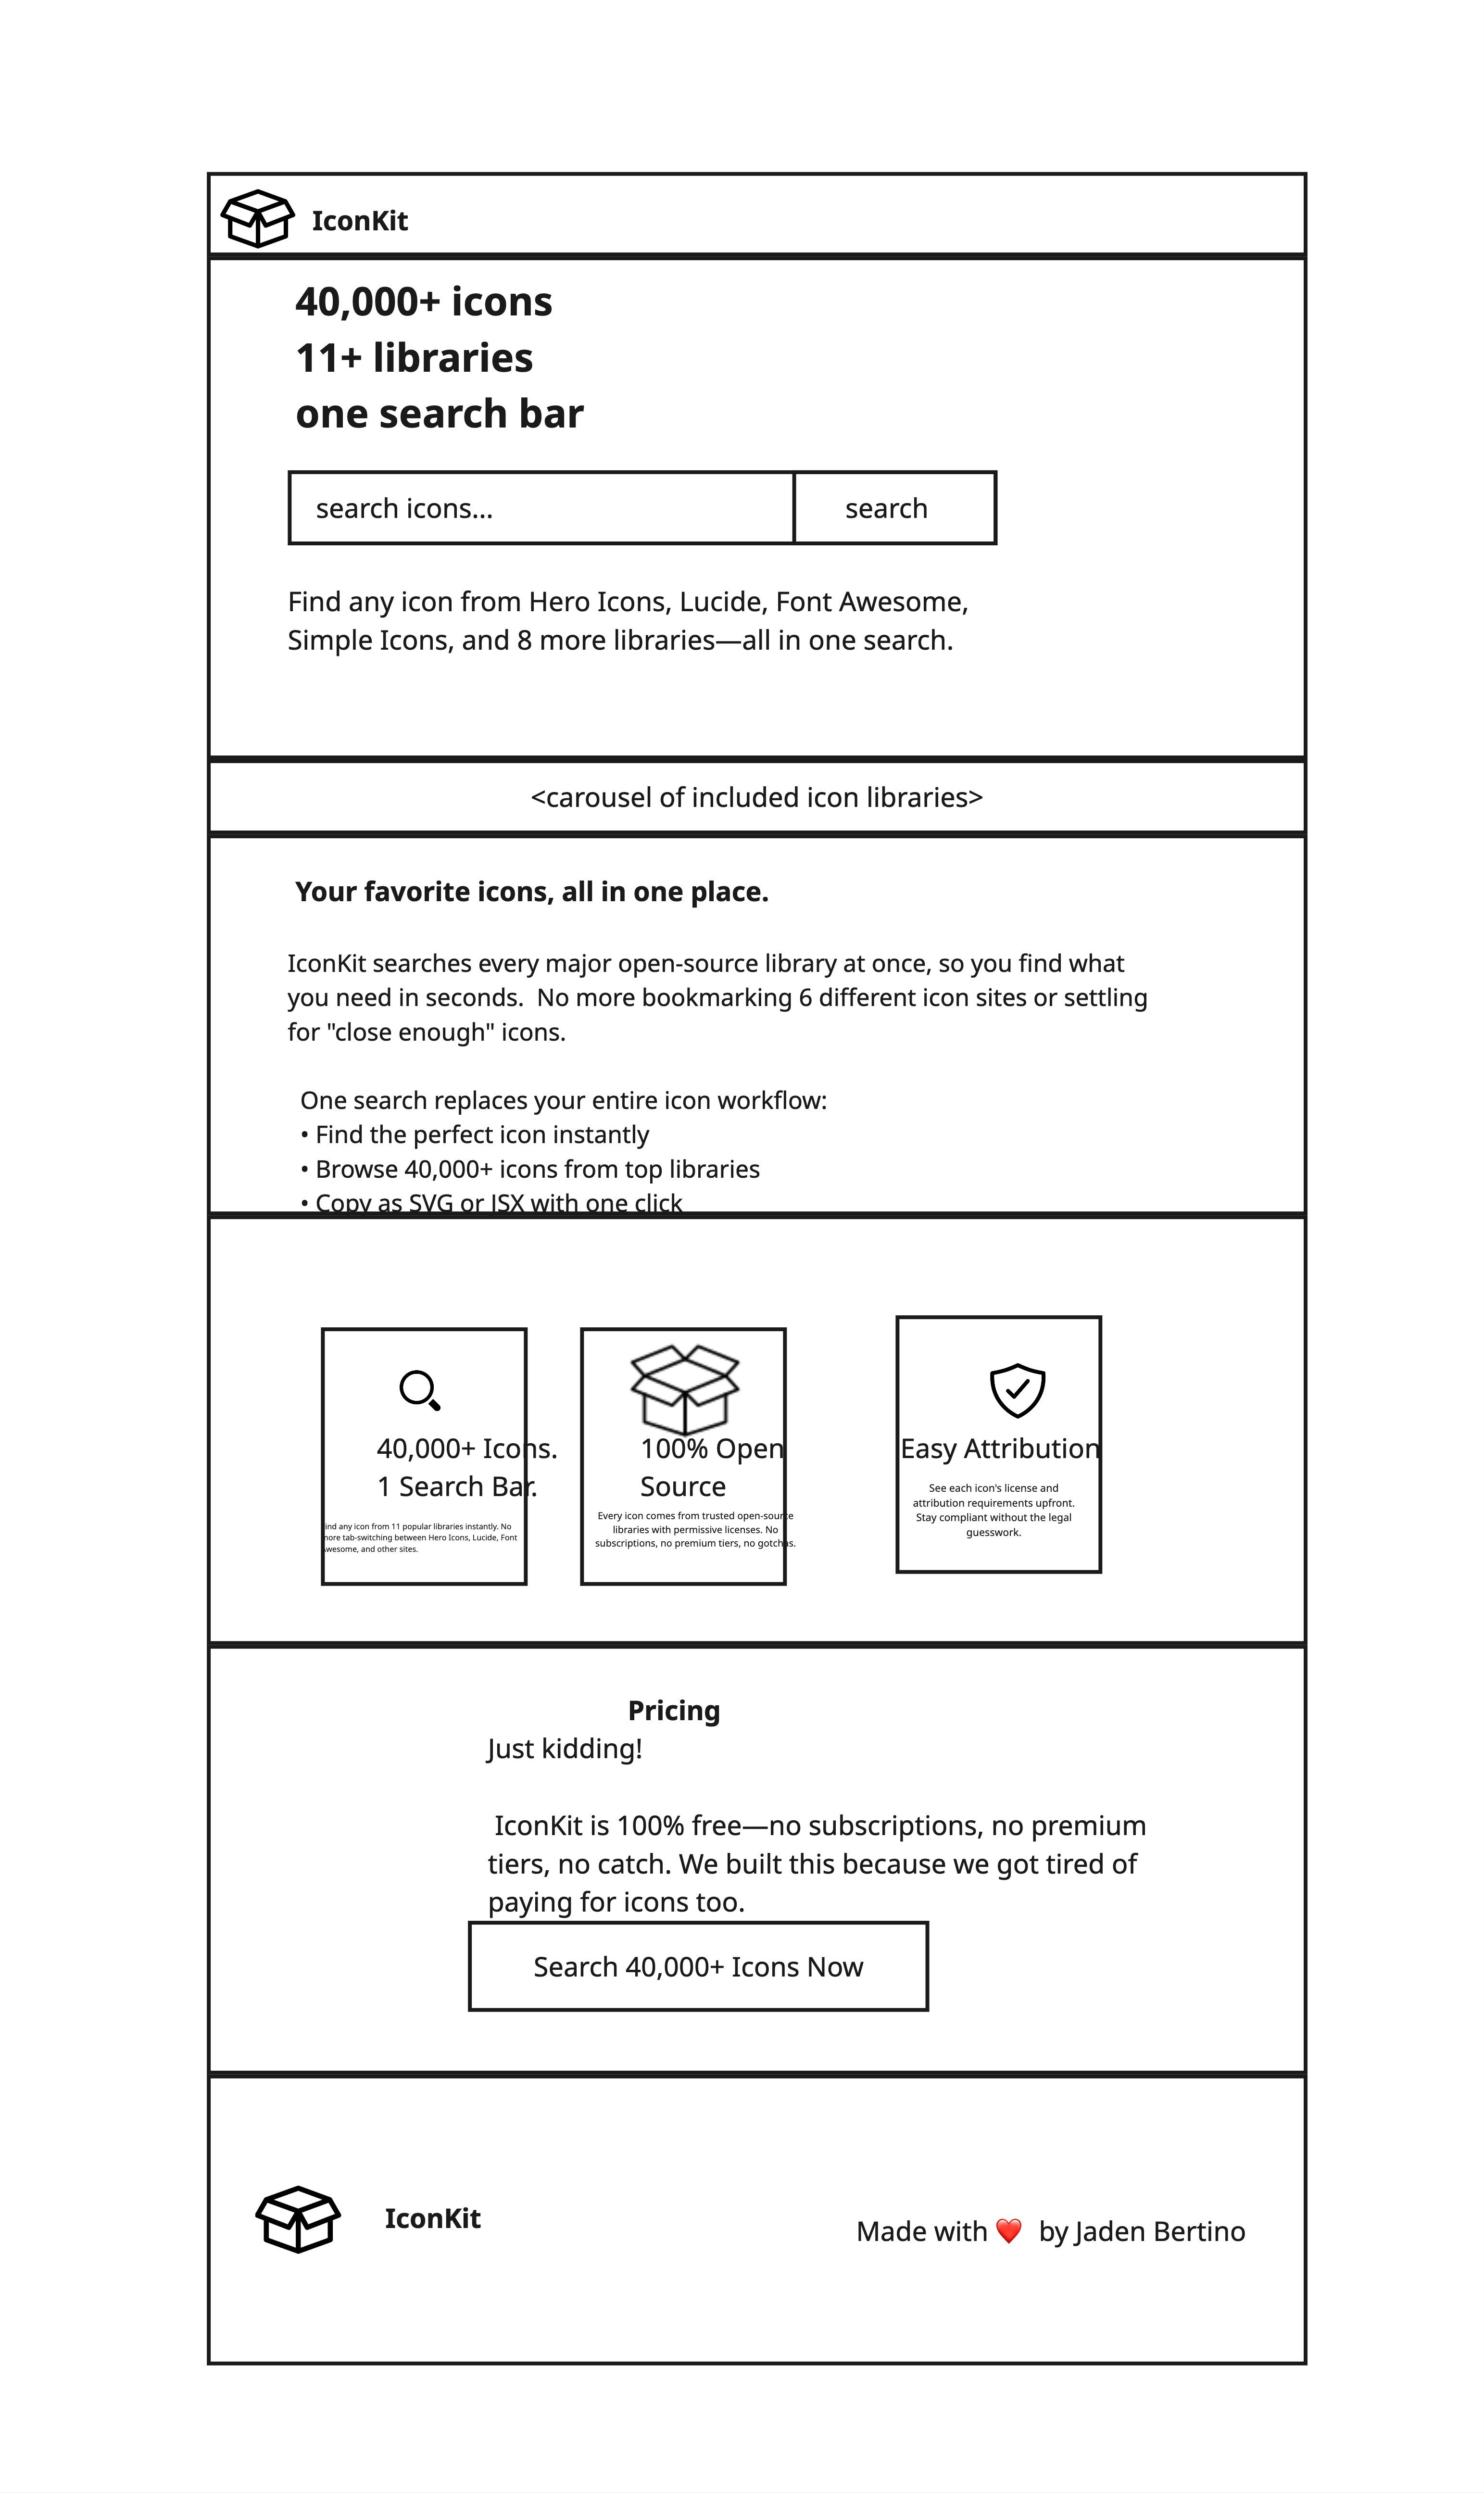 IconKit
40,000+ icons
11+ libraries
one search bar
search icons...
search
Find any icon from Hero Icons, Lucide, Font Awesome,
Simple Icons, and 8 more libraries—all in one search.
<carousel of included icon libraries>
Your favorite icons, all in one place.
IconKit searches every major open-source library at once, so you find what
you need in seconds.  No more bookmarking 6 different icon sites or settling
for "close enough" icons.
One search replaces your entire icon workflow:
• Find the perfect icon instantly
• Browse 40,000+ icons from top libraries
• Copy as SVG or JSX with one click
40,000+ Icons.
1 Search Bar.
ind any icon from 11 popular libraries instantly. No
more tab-switching between Hero Icons, Lucide, Font
wesome, and other sites.
100% Open
Source
Every icon comes from trusted open-source
libraries with permissive licenses. No
subscriptions, no premium tiers, no gotchas.
Easy Attribution
See each icon's license and
attribution requirements upfront.
Stay compliant without the legal
guesswork.
Pricing
Just kidding!
IconKit is 100% free—no subscriptions, no premium
tiers, no catch. We built this because we got tired of
paying for icons too.
Search 40,000+ Icons Now
IconKit
Made with ❤️ by Jaden Bertino